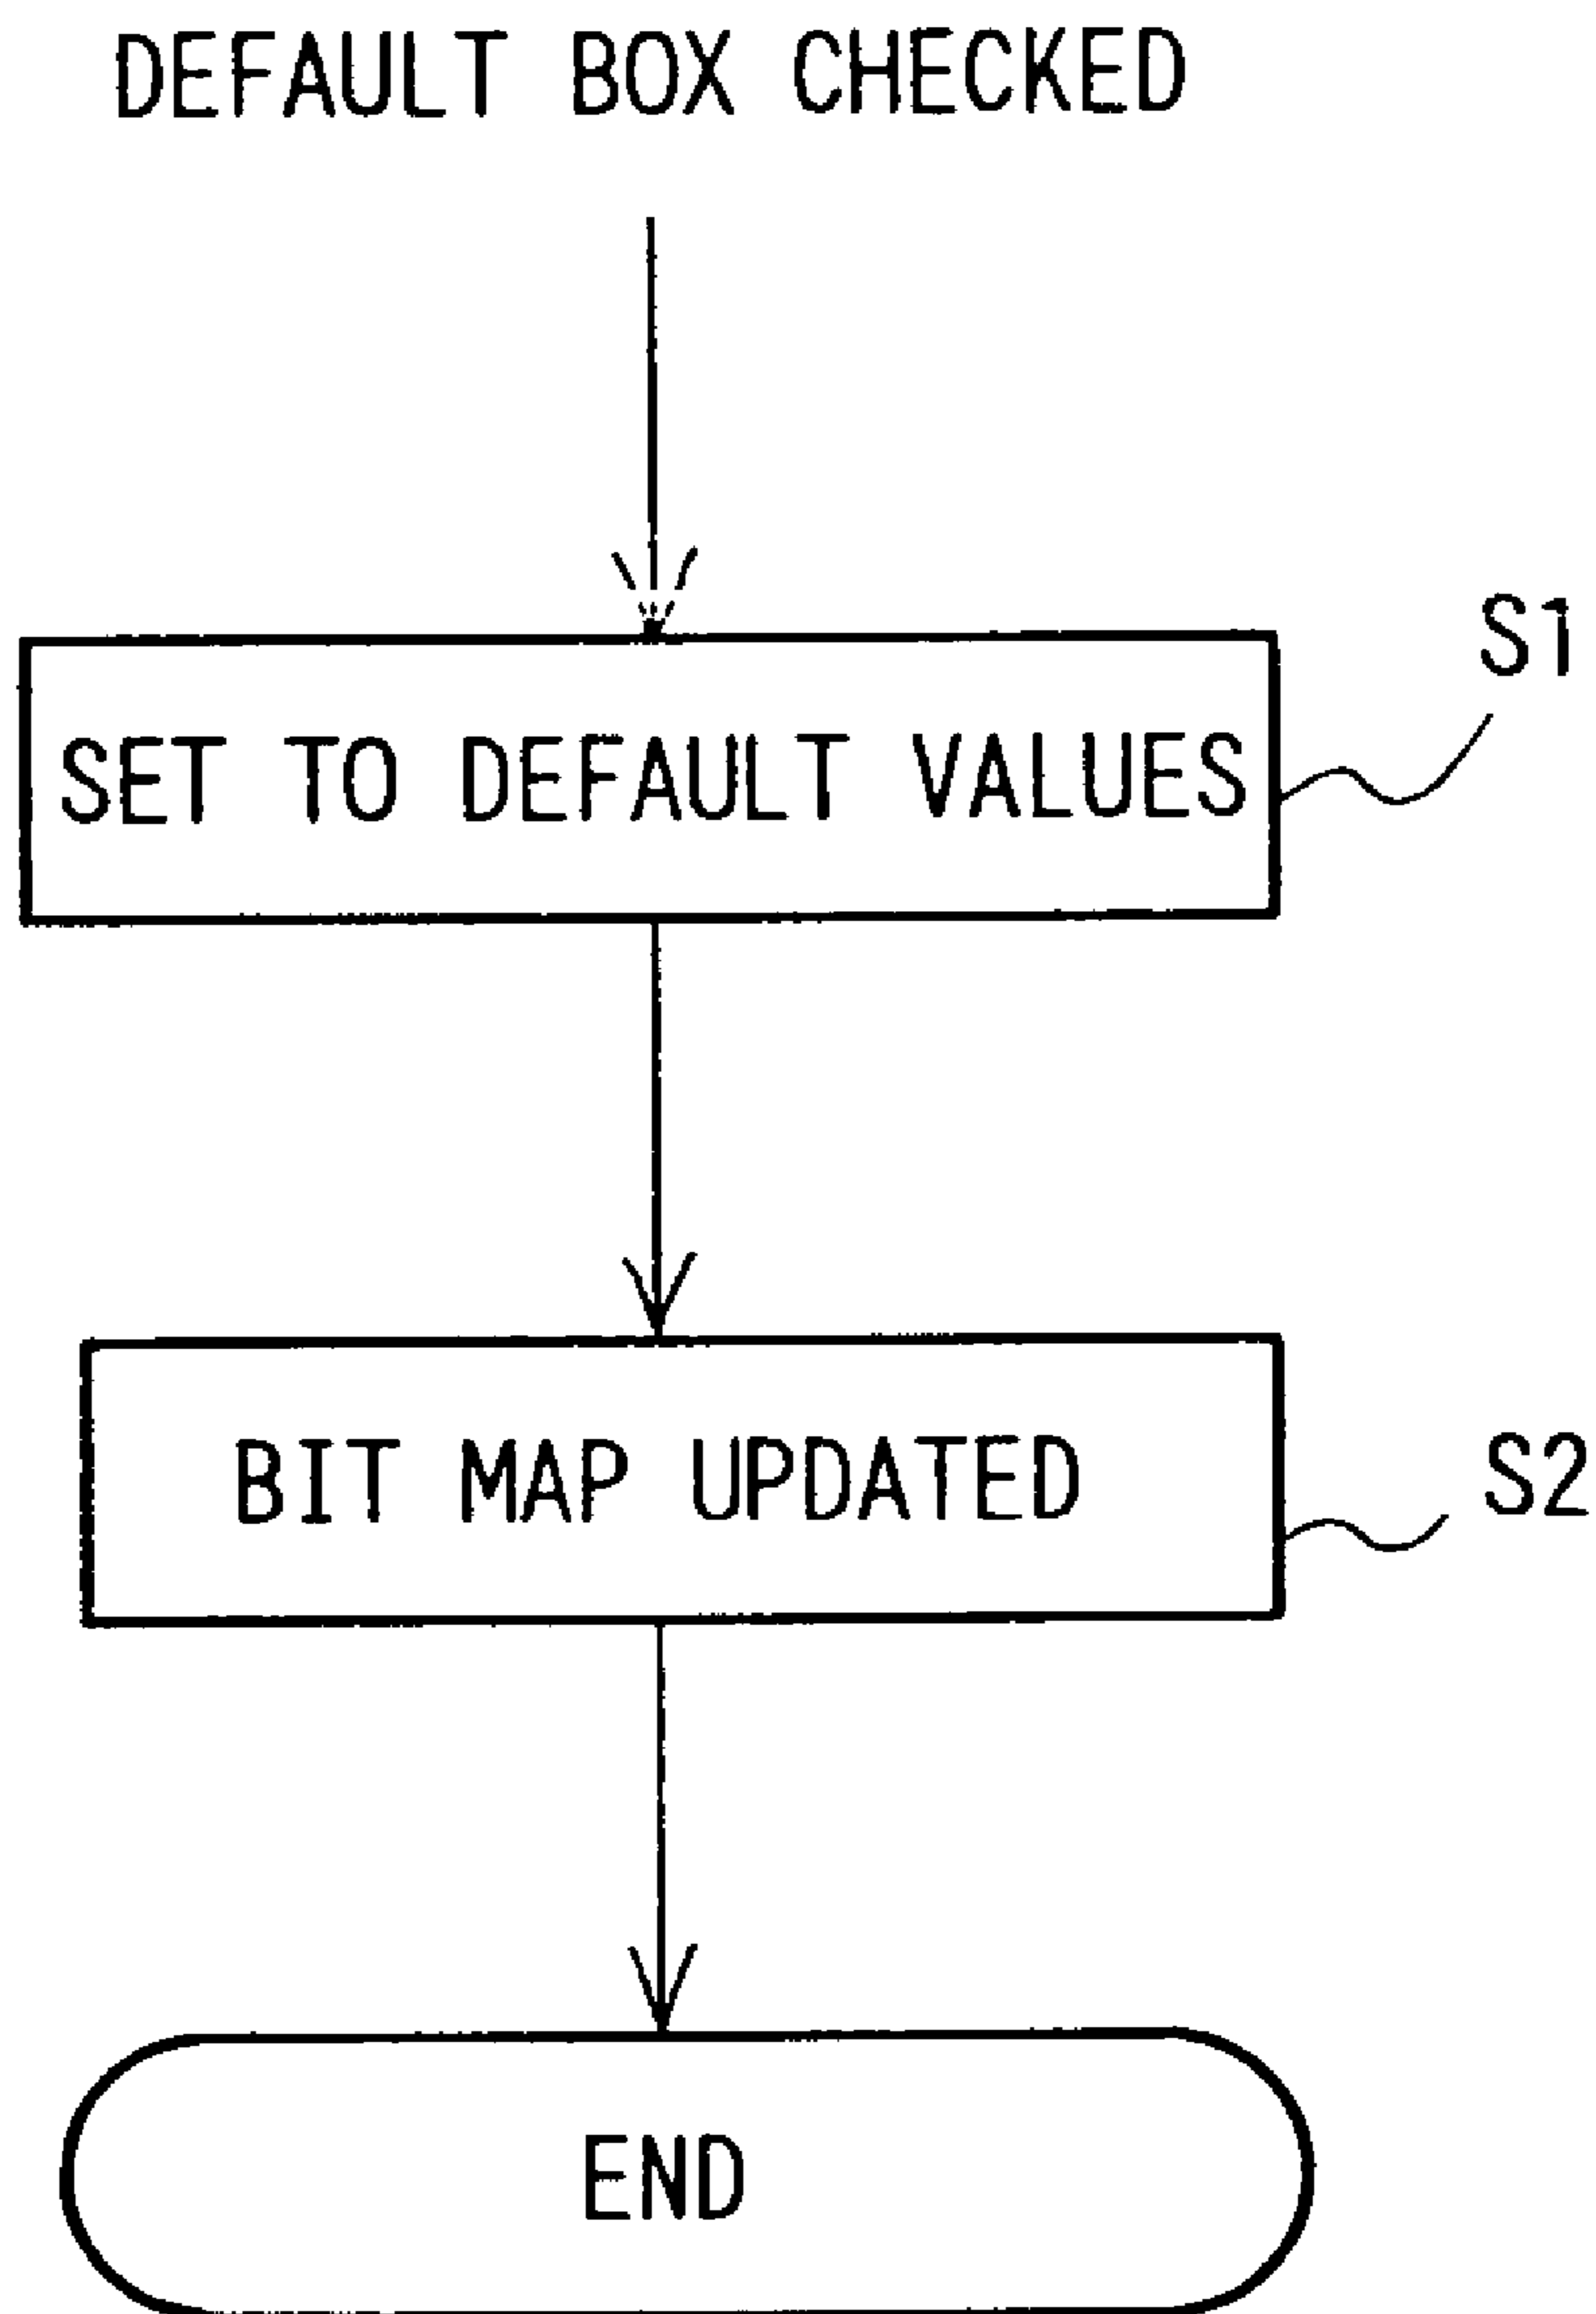 DEFAULT BOX CHECKED
S1
SET TO DEFAULT VALUES
BIT MAP UPDATED
S2
END